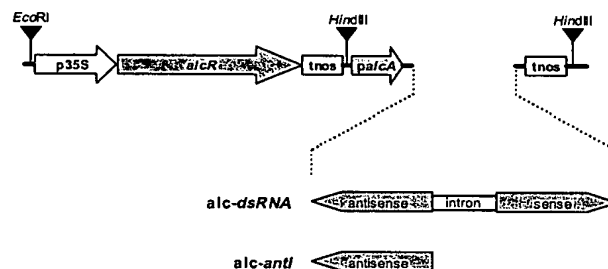 EcoRI HindIII HindIII
p35S alcR tnos palcA tnos
alc-dsRNA antisense intron sense
alc-anti antisense